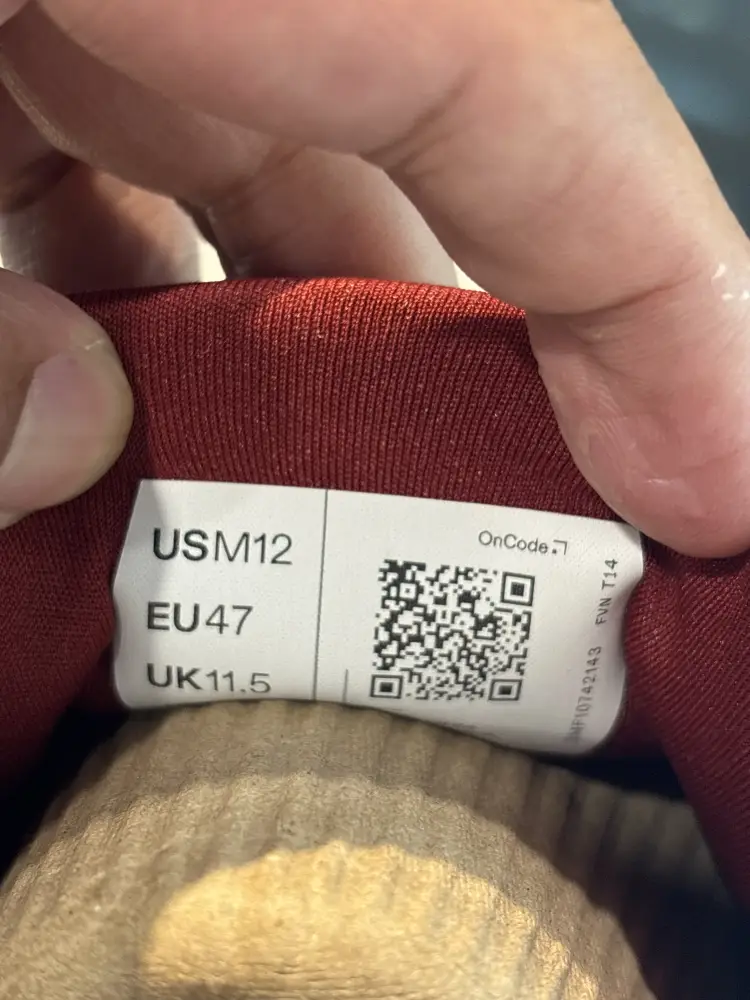 USM12
EU47
UK11.5
OnCode
FVN T14